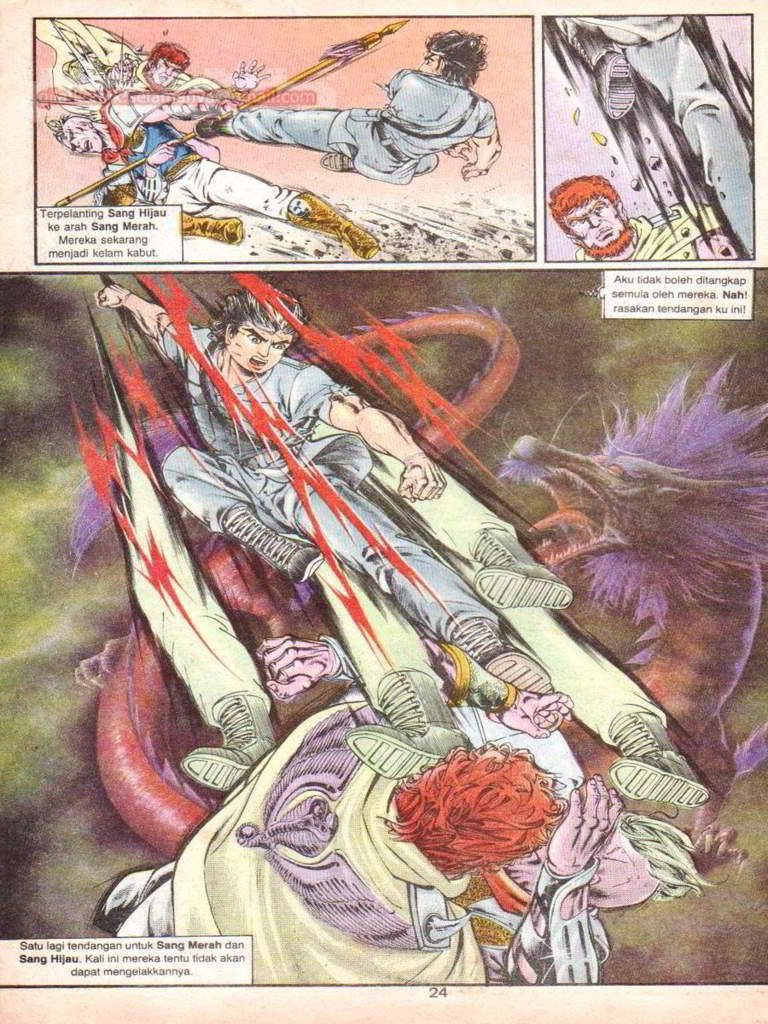 Terpelanting Sang Hijau
ke arah Sang Merah.
Mereka sekarang
menjadi kelam kabut.
Aku tidak boleh ditangkap
semula oleh mereka. Nah!
rasakan tendangan ku ini!
Satu lagi tendangan untuk Sang Merah dan
Sang Hijau. Kali ini mereka tentu tidak akan
dapat mengelakkannya.
24